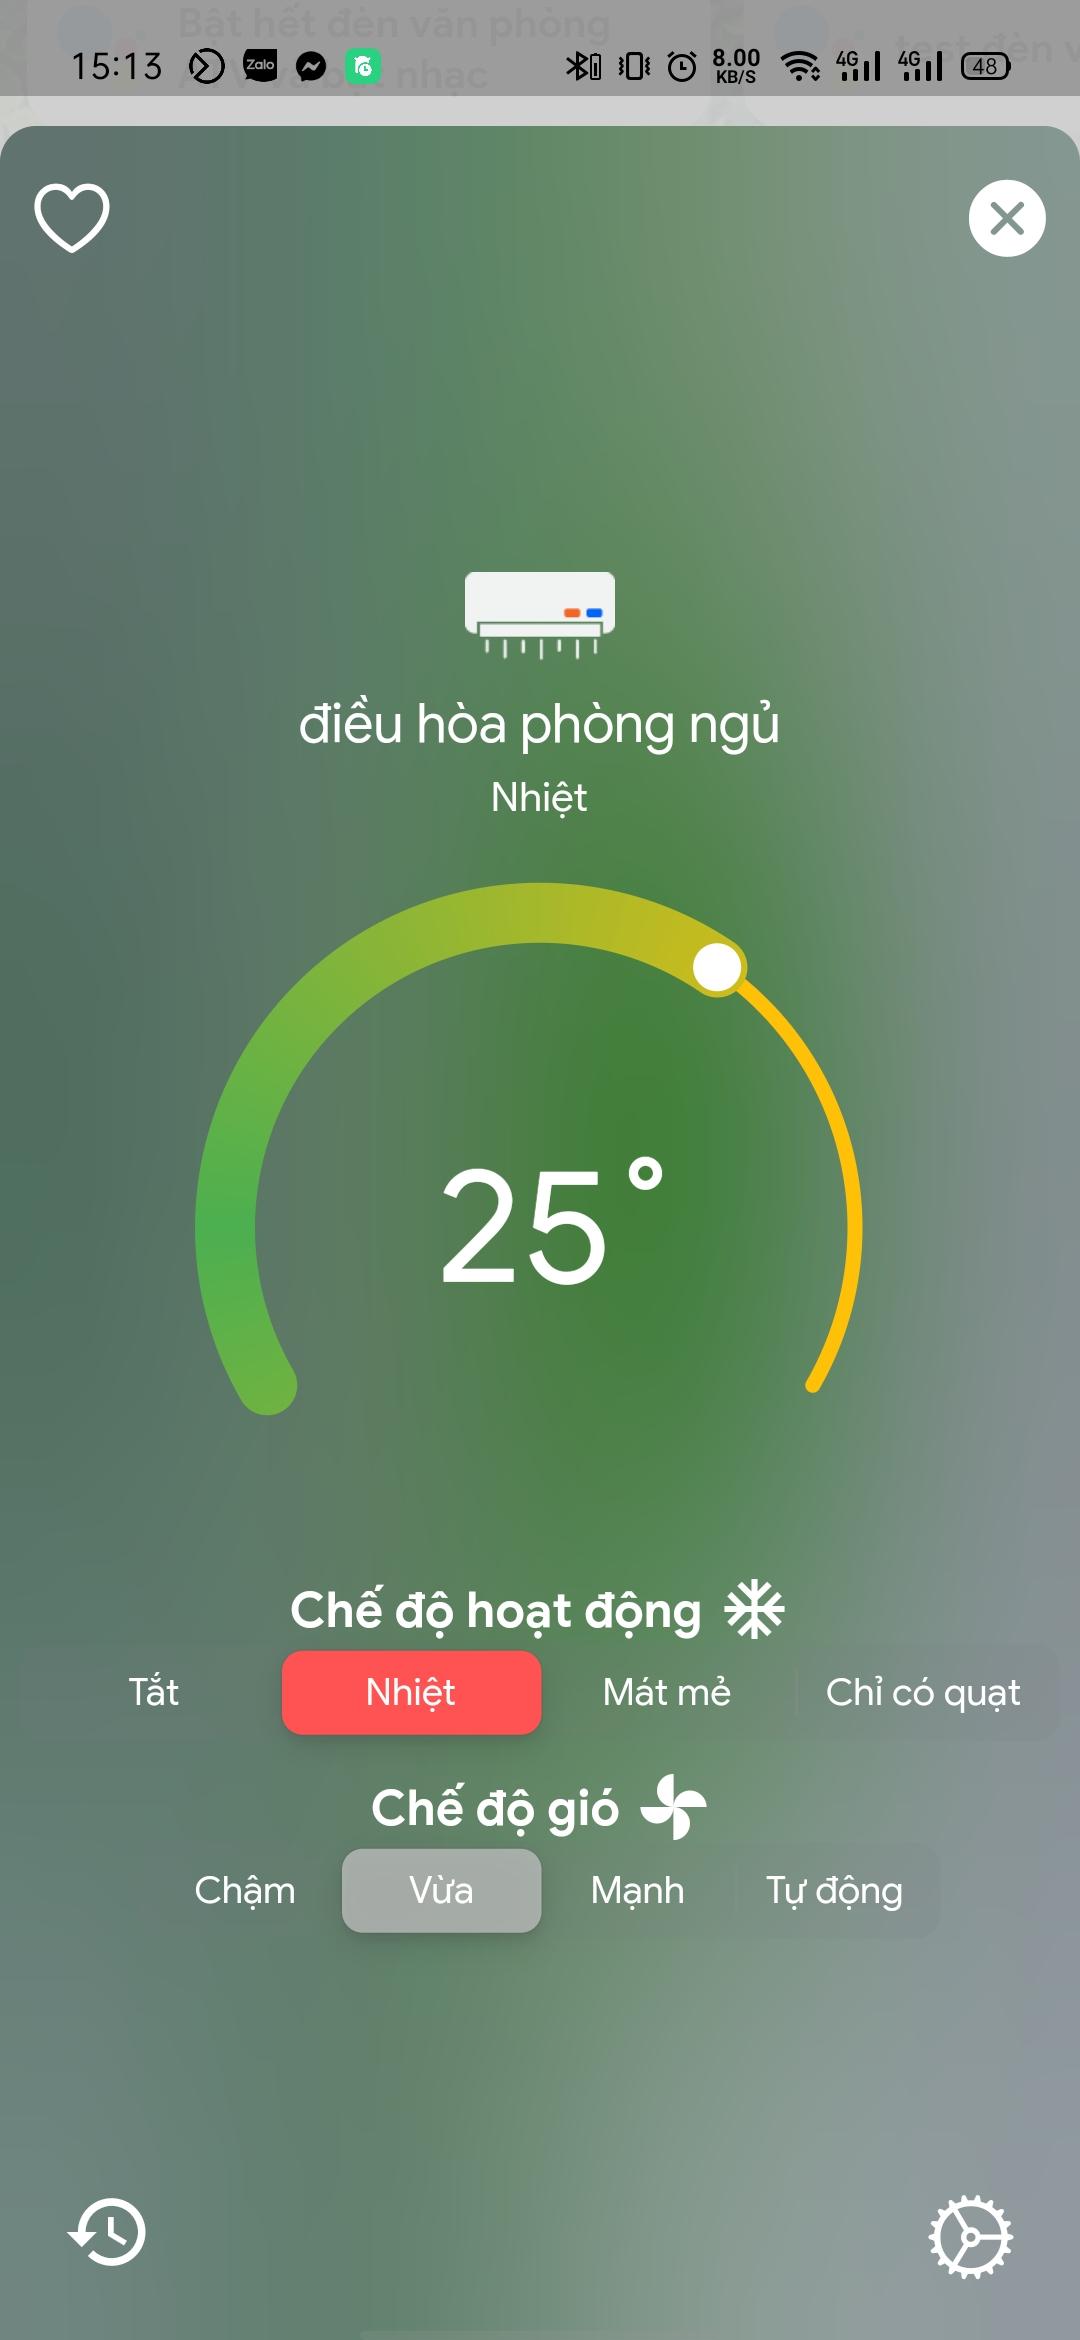 Bật hết đèn văn phòng
nhạc
test đèn v
15:13
Zalo
8.00
KB/S
4G
4G
48
điều hòa phòng ngủ
Nhiệt
25°
Chế độ hoạt động
Tắt Nhiệt Mát mẻ Chỉ có quạt
Chế độ gió
Chậm Vừa Mạnh Tự động